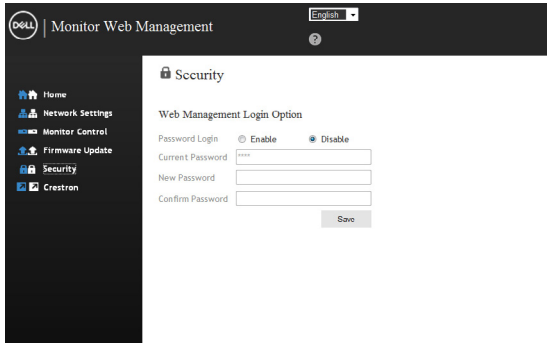 DELL | Monitor Web Management
English
?
Home
Network Settings
Monitor Control
Firmware Update
Security
Crestron
Security
Web Management Login Option
Password Login Enable Disable
Current Password ****
New Password
Confirm Password
Save